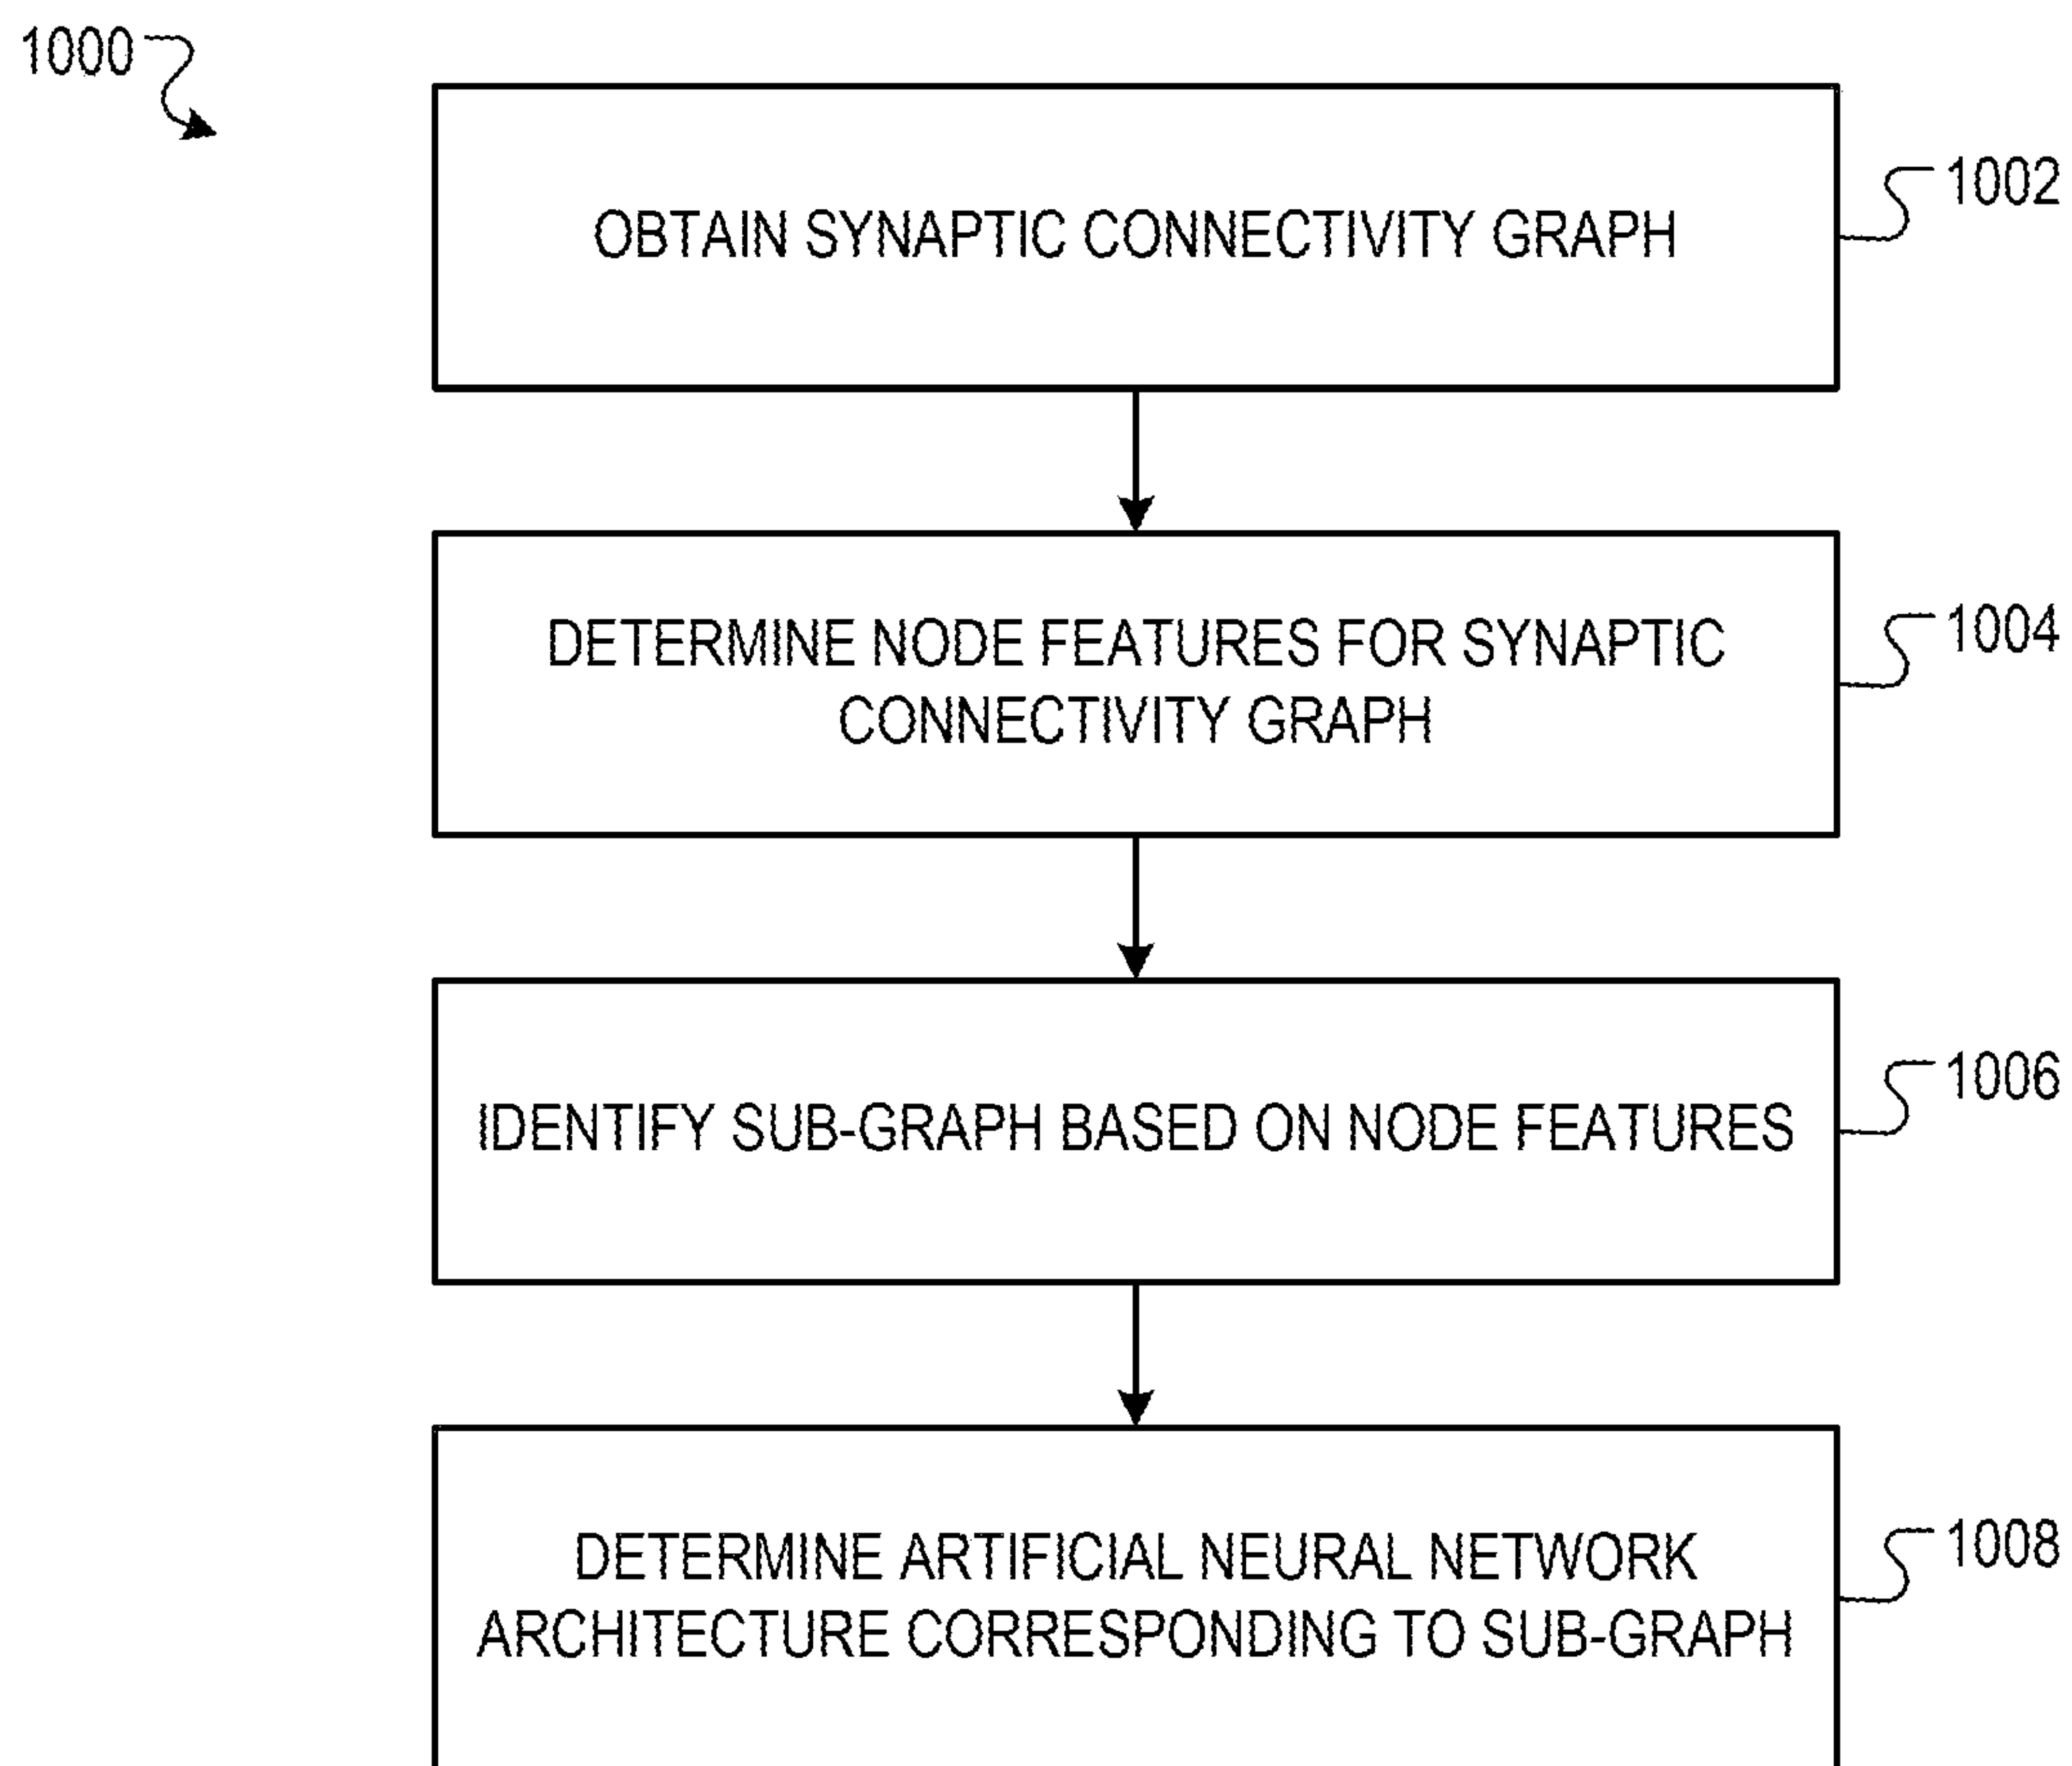 1000
OBTAIN SYNAPTIC CONNECTIVITY GRAPH
1002
DETERMINE NODE FEATURES FOR SYNAPTIC
CONNECTIVITY GRAPH
1004
IDENTIFY SUB-GRAPH BASED ON NODE FEATURES
1006
DETERMINE ARTIFICIAL NEURAL NETWORK
ARCHITECTURE CORRESPONDING TO SUB-GRAPH
1008